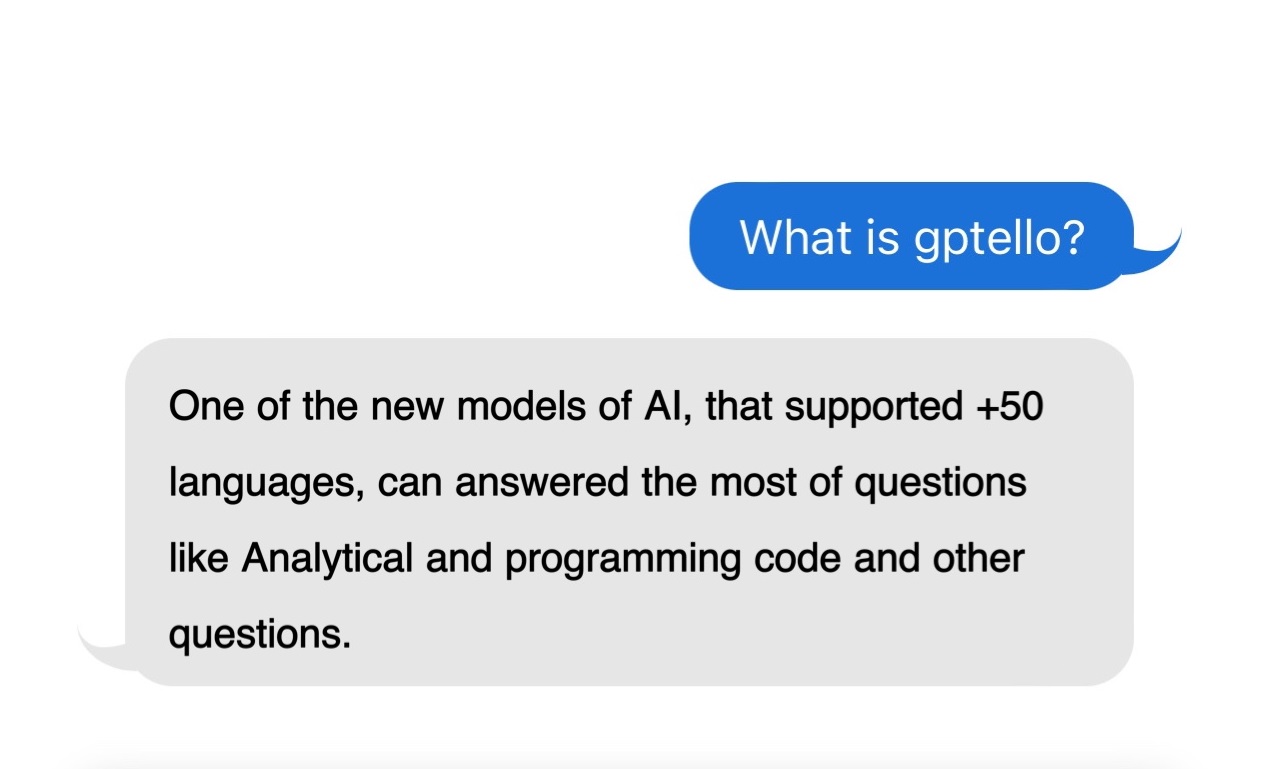 What is gptello?
One of the new models of AI, that supported +50
languages, can answered the most of questions
like Analytical and programming code and other
questions.